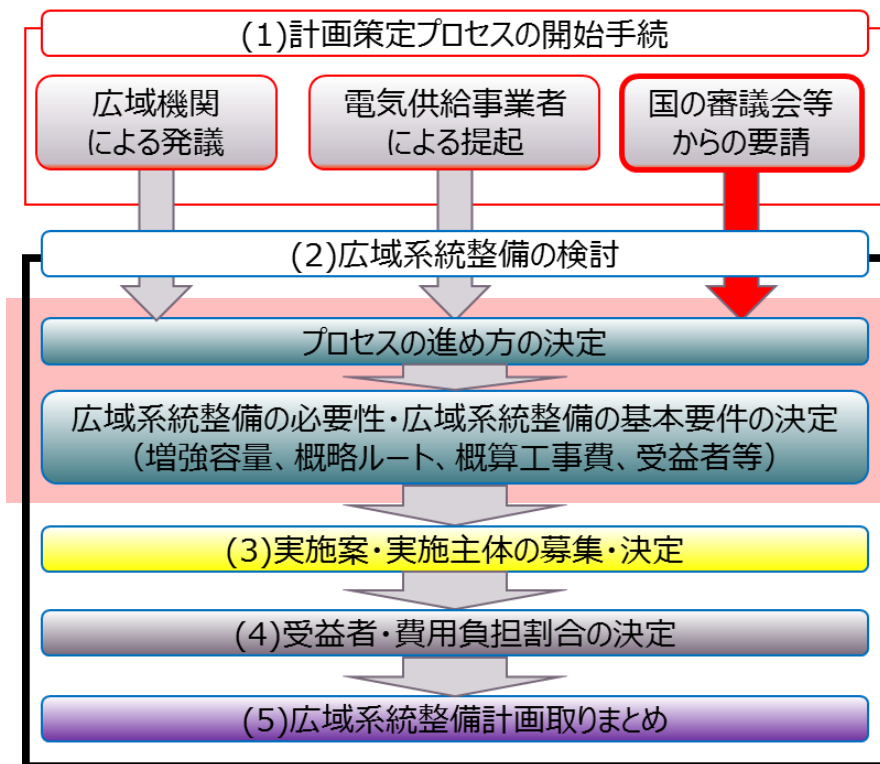 (1)計画策定プロセスの開始手続
広域機関
による発議
電気供給事業者
による提起
国の審議会等
からの要請
(2)広域系統整備の検討
プロセスの進め方の決定
広域系統整備の必要性・広域系統整備の基本要件の決定
（増強容量、概略ルート、概算工事費、受益者等）
(3)実施案・実施主体の募集・決定
(4)受益者・費用負担割合の決定
(5)広域系統整備計画取りまとめ